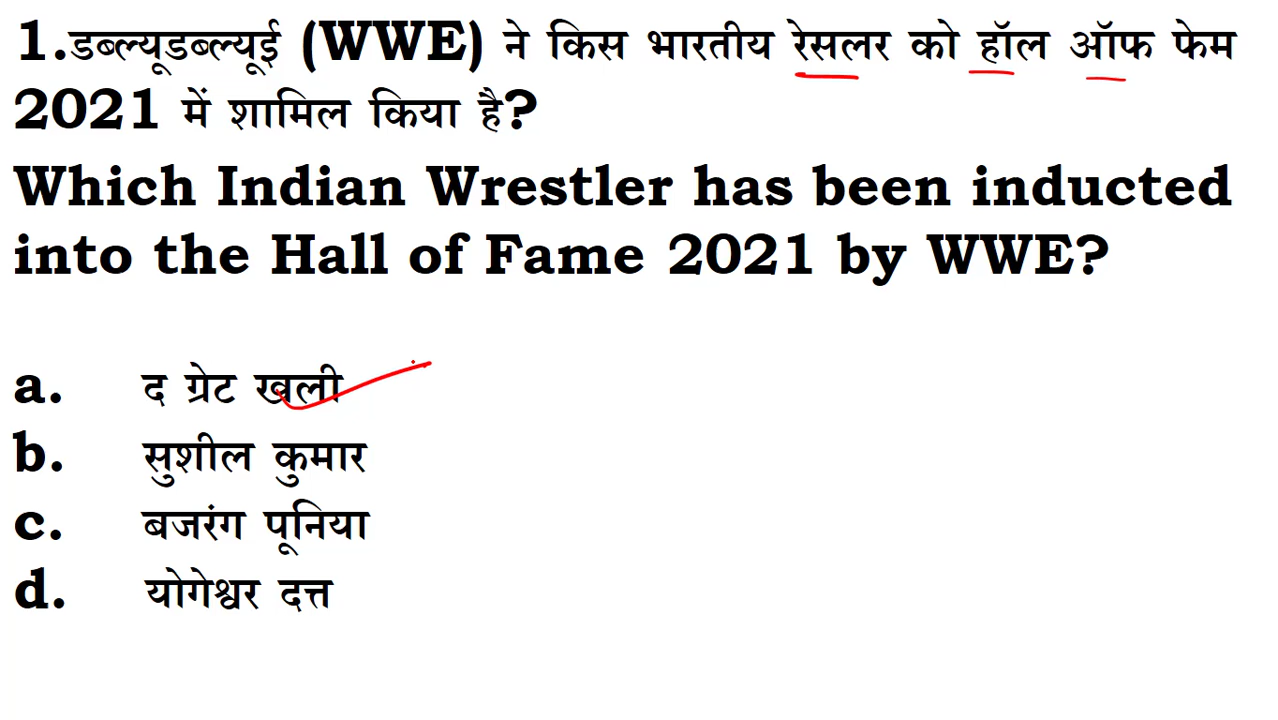 1.डब्ल्यूडब्ल्यूई (WWE) ने किस भारतीय रेसलर को हॉल ऑफ फेम
2021 में शामिल किया है?
Which Indian Wrestler has been inducted
into the Hall of Fame 2021 by WWE?
a. द ग्रेट खली
b. सुशील कुमार
c. बजरंग पूनिया
d. योगेश्वर दत्त